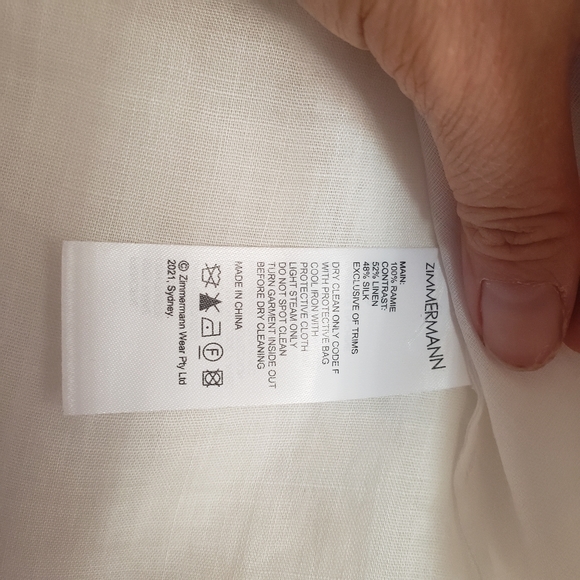 ZIMMERMANN
MAIN:
100% RAMIE
CONTRAST:
52% LINEN
48% SILK
EXCLUSIVE OF TRIMS
DRY CLEAN ONLY CODE F
WITH PROTECTIVE BAG
COOL IRON WITH
PROTECTIVE CLOTH
LIGHT STEAM ONLY
DO NOT SPOT CLEAN
TURN GARMENT INSIDE OUT
BEFORE DRY CLEANING
MADE IN CHINA
F
© Zimmermann Wear Pty Ltd
2021, Sydney.